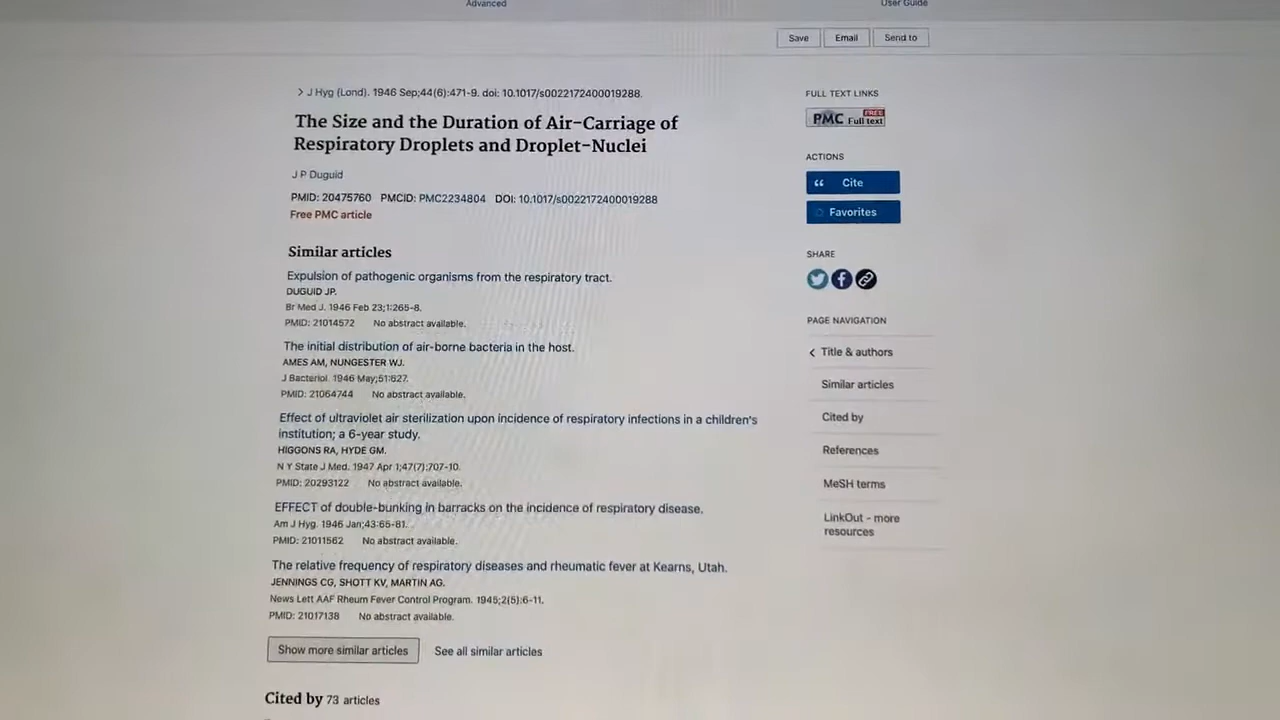 Advanced
User Guide
Save
Email
Send to
J Hyg (Lond). 1946 Sep;44(6):471-9. doi: 10.1017/s0022172400019288.
The Size and the Duration of Air-Carriage of
Respiratory Droplets and Droplet-Nuclei
J P Duguid
PMID: 20475760 PMCID: PMC2234804 DOI: 10.1017/s0022172400019288
Free PMC article
Similar articles
Expulsion of pathogenic organisms from the respiratory tract.
DUGUID JP.
Br Med J. 1946 Feb 23;1:265-8.
PMID: 21014572 No abstract available.
The initial distribution of air-borne bacteria in the host.
AMES AM, NUNGESTER WJ.
J Bacteriol. 1946 May;51:627.
PMID: 21064744 No abstract available.
Effect of ultraviolet air sterilization upon incidence of respiratory infections in a children's
institution; a 6-year study.
HIGGONS RA, HYDE GM.
N Y State J Med. 1947 Apr 1;47(7):707-10.
PMID: 20293122 No abstract available.
EFFECT of double-bunking in barracks on the incidence of respiratory disease.
Am J Hyg. 1946 Jan;43:65-81.
PMID: 21011562 No abstract available.
The relative frequency of respiratory diseases and rheumatic fever at Kearns, Utah.
JENNINGS CG, SHOTT KV, MARTIN AG.
News Lett AAF Rheum Fever Control Program. 1945;2(5):6-11.
PMID: 21017138 No abstract available.
Show more similar articles
See all similar articles
Cited by 73 articles
FULL TEXT LINKS
PMC FREE Full text
ACTIONS
Cite
Favorites
SHARE
PAGE NAVIGATION
Title & authors
Similar articles
Cited by
References
MeSH terms
LinkOut - more
resources